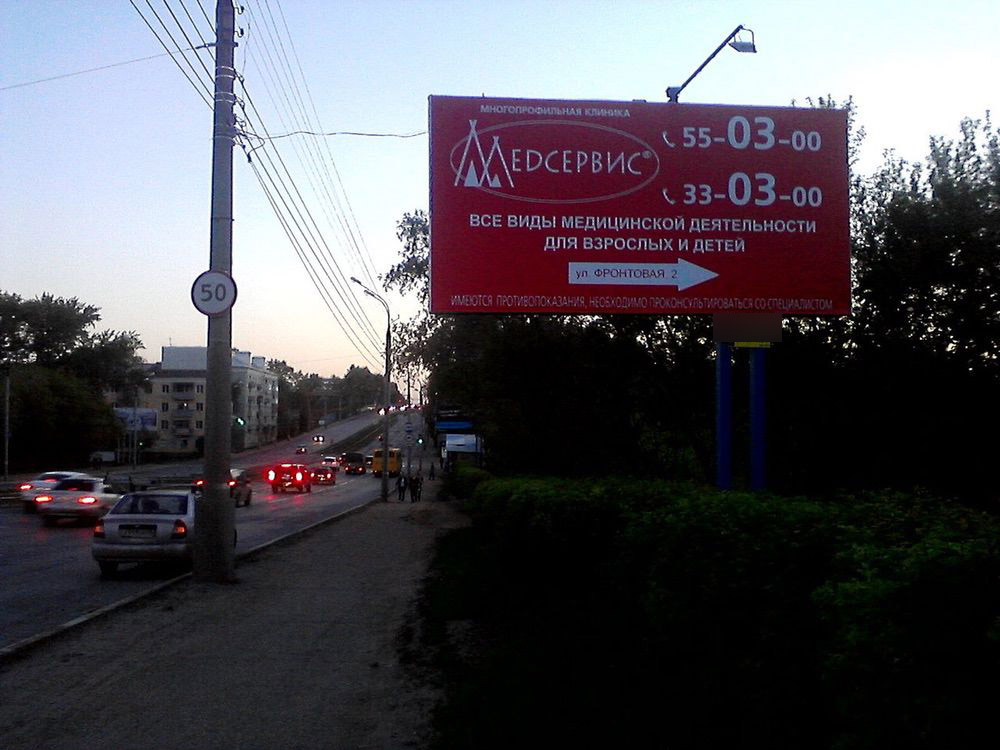 МНОГОПРОФИЛЬНАЯ КЛИНИКА
МЕДСЕРВИС®
55-03-00
33-03-00
ВСЕ ВИДЫ МЕДИЦИНСКОЙ ДЕЯТЕЛЬНОСТИ
ДЛЯ ВЗРОСЛЫХ И ДЕТЕЙ
ул. ФРОНТОВАЯ, 2
ИМЕЮТСЯ ПРОТИВОПОКАЗАНИЯ, НЕОБХОДИМО ПРОКОНСУЛЬТИРОВАТЬСЯ СО СПЕЦИАЛИСТОМ
50